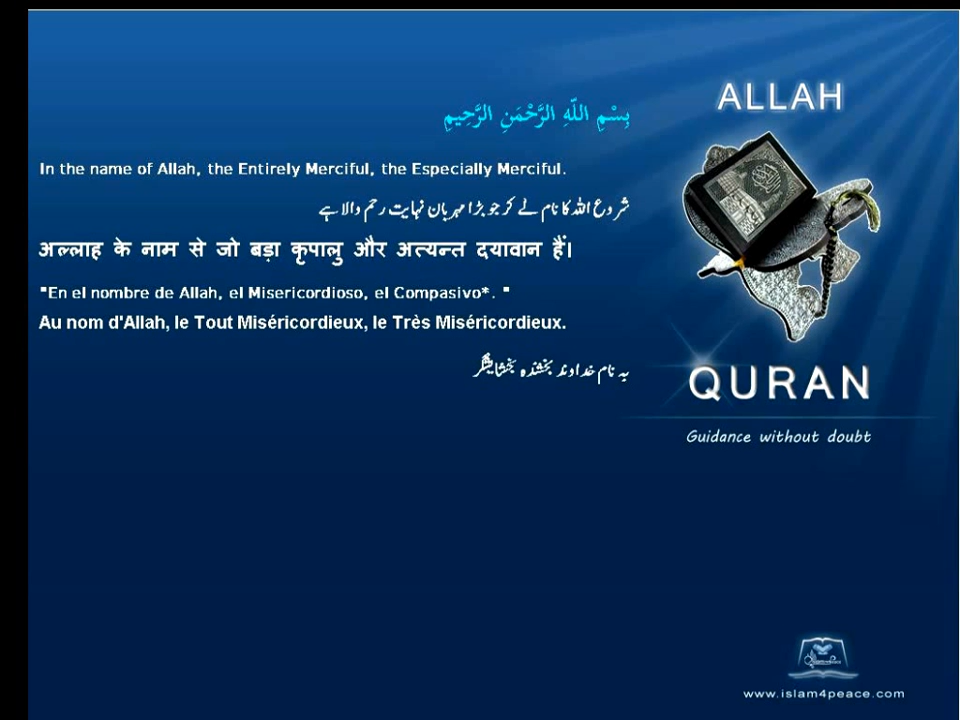 بِسْمِ اللّهِ الرَّحْمَنِ الرَّحِيمِ
In the name of Allah, the Entirely Merciful, the Especially Merciful.
شروع الله کا نام لے کر جو بڑا مہربان نہایت رحم والا ہے
अल्लाह के नाम से जो बड़ा कृपालु और अत्यन्त दयावान हैं।
"En el nombre de Allah, el Misericordioso, el Compasivo*. "
Au nom d'Allah, le Tout Miséricordieux, le Très Miséricordieux.
به نام خداوند بخشنده بخشایشگر
ALLAH
QURAN
Guidance without doubt
www.islam4peace.com